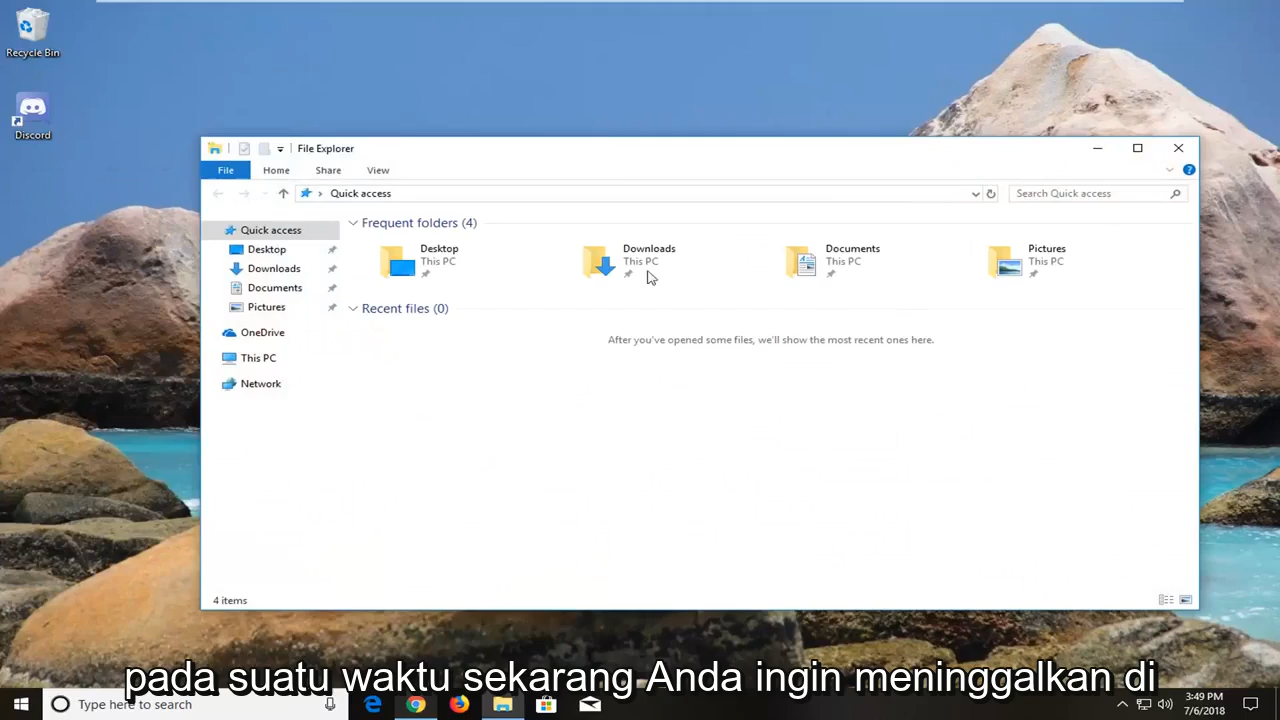 Recycle Bin
Discord
File Explorer
File Home Share View
Quick access
Search Quick access
Quick access
Desktop
Downloads
Documents
Pictures
OneDrive
This PC
Network
Frequent folders (4)
Desktop
This PC
Downloads
This PC
Documents
This PC
Pictures
This PC
Recent files (0)
After you've opened some files, we'll show the most recent ones here.
4 items
pada suatu waktu sekarang Anda ingin meninggalkan di
Type here to search
3:49 PM
7/6/2018